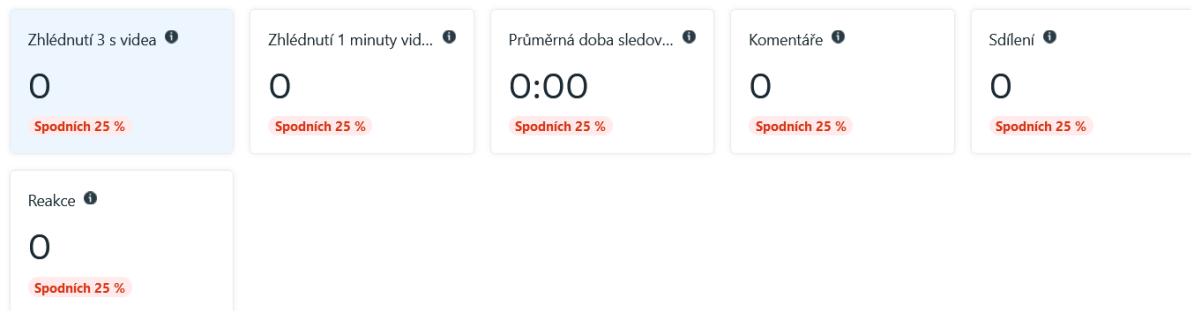 Zhlédnutí 3 s videa
0
Spodních 25 %
Zhlédnutí 1 minuty vid...
0
Spodních 25 %
Průměrná doba sledov...
0:00
Spodních 25 %
Komentáře
0
Spodních 25 %
Sdílení
0
Spodních 25 %
Reakce
0
Spodních 25 %